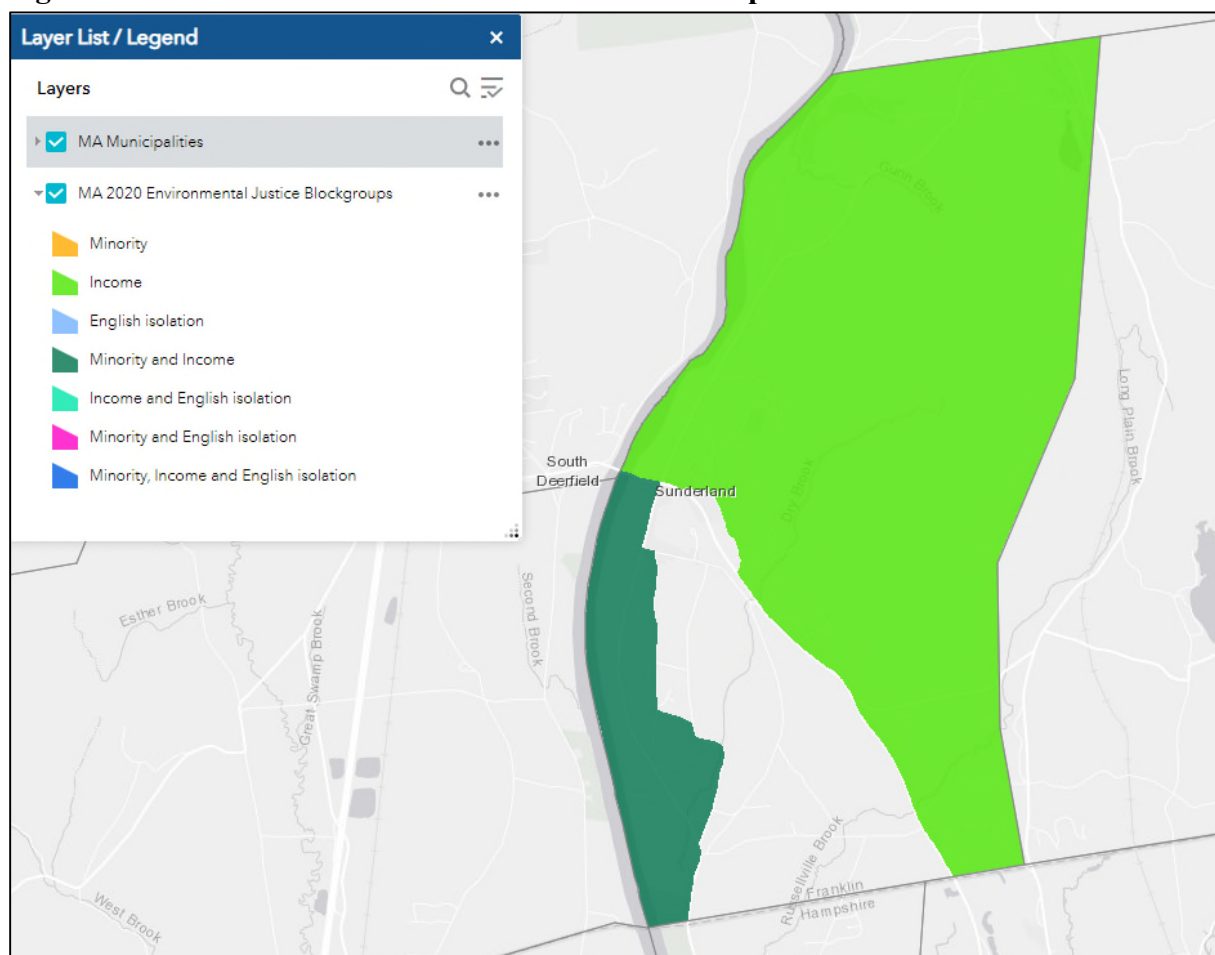 Layer List / Legend
Layers
MA Municipalities
MA 2020 Environmental Justice Blockgroups
Minority
Income
English isolation
Minority and Income
Income and English isolation
Minority and English isolation
Minority, Income and English isolation
Gunn Brook
Long Plain Brook
South
Deerfield
Sunderland
Dry Brook
Second Brook
Esther Brook
Great Swamp Brook
Russellville Brook
Franklin
Hampshire
West Brook